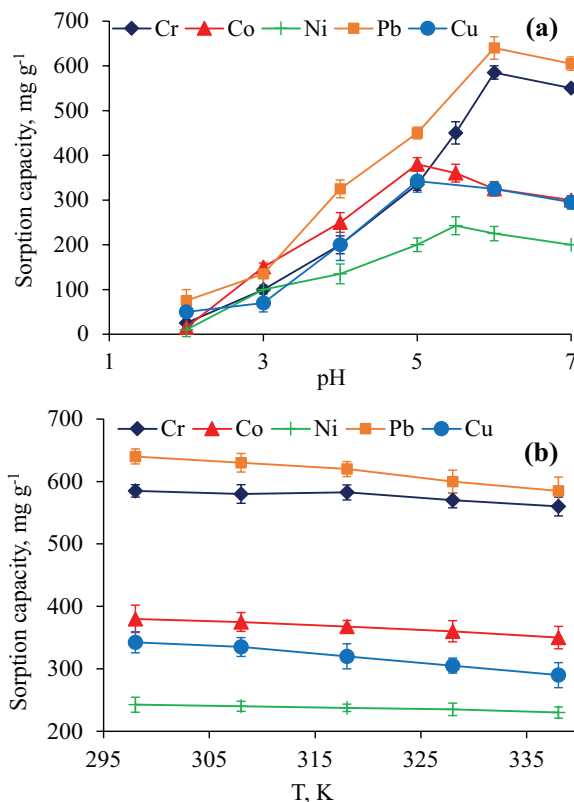 700
Cr Co Ni Pb Cu (a)
600
500
400
300
200
100
0
Sorption capacity, mg g⁻¹
1 3 5 7
pH
700
Cr Co Ni Pb Cu (b)
600
500
400
300
200
Sorption capacity, mg g⁻¹
295 305 315 325 335
T, K